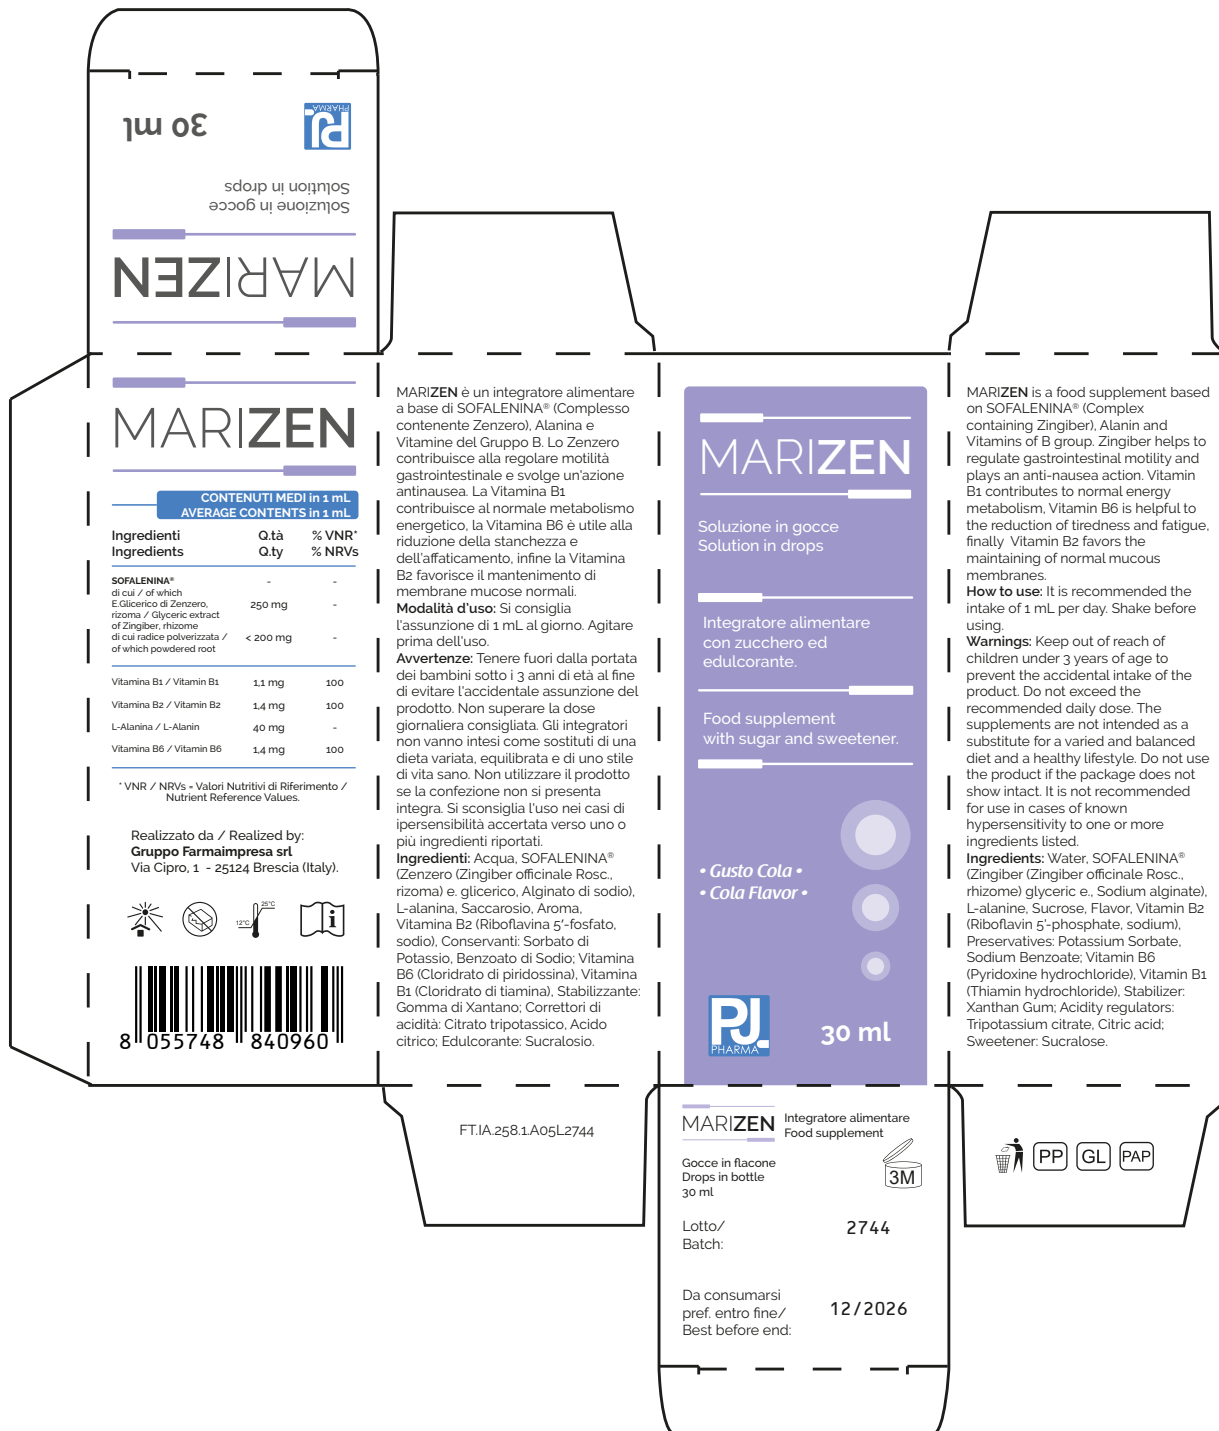 30 ml
PJ
PHARMA
Soluzione in gocce
Solution in drops
MARIZEN
MARIZEN
CONTENUTI MEDI in 1 mL
AVERAGE CONTENTS in 1 mL
Ingredienti Q.tà % VNR*
Ingredients Q.ty % NRVs
SOFALENINA® - -
di cui / of which
E.Glicerico di Zenzero, 250 mg -
rizoma / Glyceric extract
of Zingiber, rhizome
di cui radice polverizzata / < 200 mg -
of which powdered root
Vitamina B1 / Vitamin B1 1,1 mg 100
Vitamina B2 / Vitamin B2 1,4 mg 100
L-Alanina / L-Alanin 40 mg -
Vitamina B6 / Vitamin B6 1,4 mg 100
* VNR / NRVs = Valori Nutritivi di Riferimento /
Nutrient Reference Values.
Realizzato da / Realized by:
Gruppo Farmaimpresa srl
Via Cipro, 1 - 25124 Brescia (Italy).
12°C
25°C
i
8 055748 840960
MARIZEN è un integratore alimentare
a base di SOFALENINA® (Complesso
contenente Zenzero), Alanina e
Vitamine del Gruppo B. Lo Zenzero
contribuisce alla regolare motilità
gastrointestinale e svolge un'azione
antinausea. La Vitamina B1
contribuisce al normale metabolismo
energetico, la Vitamina B6 è utile alla
riduzione della stanchezza e
dell'affaticamento, infine la Vitamina
B2 favorisce il mantenimento di
membrane mucose normali.
Modalità d'uso: Si consiglia
l'assunzione di 1 mL al giorno. Agitare
prima dell'uso.
Avvertenze: Tenere fuori dalla portata
dei bambini sotto i 3 anni di età al fine
di evitare l'accidentale assunzione del
prodotto. Non superare la dose
giornaliera consigliata. Gli integratori
non vanno intesi come sostituti di una
dieta variata, equilibrata e di uno stile
di vita sano. Non utilizzare il prodotto
se la confezione non si presenta
integra. Si sconsiglia l'uso nei casi di
ipersensibilità accertata verso uno o
più ingredienti riportati.
Ingredienti: Acqua, SOFALENINA®
(Zenzero (Zingiber officinale Rosc.,
rizoma) e. glicerico, Alginato di sodio),
L-alanina, Saccarosio, Aroma,
Vitamina B2 (Riboflavina 5'-fosfato,
sodio), Conservanti: Sorbato di
Potassio, Benzoato di Sodio; Vitamina
B6 (Cloridrato di piridossina), Vitamina
B1 (Cloridrato di tiamina), Stabilizzante:
Gomma di Xantano; Correttori di
acidità: Citrato tripotassico, Acido
citrico; Edulcorante: Sucralosio.
FT.IA.258.1.A05L2744
MARIZEN
Soluzione in gocce
Solution in drops
Integratore alimentare
con zucchero ed
edulcorante.
Food supplement
with sugar and sweetener.
• Gusto Cola •
• Cola Flavor •
PJ
PHARMA
30 ml
MARIZEN
Integratore alimentare
Food supplement
Gocce in flacone
Drops in bottle
30 ml
3M
Lotto/
Batch:
2744
Da consumarsi
pref. entro fine/
Best before end:
12/2026
MARIZEN is a food supplement based
on SOFALENINA® (Complex
containing Zingiber), Alanin and
Vitamins of B group. Zingiber helps to
regulate gastrointestinal motility and
plays an anti-nausea action. Vitamin
B1 contributes to normal energy
metabolism, Vitamin B6 is helpful to
the reduction of tiredness and fatigue,
finally Vitamin B2 favors the
maintaining of normal mucous
membranes.
How to use: It is recommended the
intake of 1 mL per day. Shake before
using.
Warnings: Keep out of reach of
children under 3 years of age to
prevent the accidental intake of the
product. Do not exceed the
recommended daily dose. The
supplements are not intended as a
substitute for a varied and balanced
diet and a healthy lifestyle. Do not use
the product if the package does not
show intact. It is not recommended
for use in cases of known
hypersensitivity to one or more
ingredients listed.
Ingredients: Water, SOFALENINA®
(Zingiber (Zingiber officinale Rosc.,
rhizome) glyceric e., Sodium alginate),
L-alanine, Sucrose, Flavor, Vitamin B2
(Riboflavin 5'-phosphate, sodium),
Preservatives: Potassium Sorbate,
Sodium Benzoate; Vitamin B6
(Pyridoxine hydrochloride), Vitamin B1
(Thiamin hydrochloride), Stabilizer:
Xanthan Gum; Acidity regulators:
Tripotassium citrate, Citric acid;
Sweetener: Sucralose.
PP GL PAP